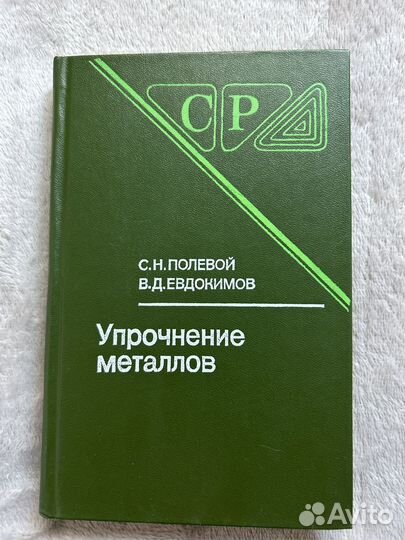 СР
С.Н.ПОЛЕВОЙ
В.Д.ЕВДОКИМОВ
Упрочнение
металлов
Avito